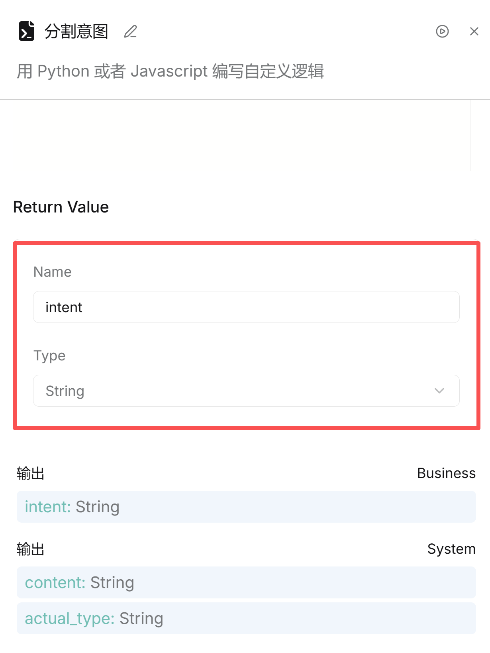 分割意图
用 Python 或者 Javascript 编写自定义逻辑
Return Value
Name
intent
Type
String
输出 Business
intent: String
输出 System
content: String
actual_type: String